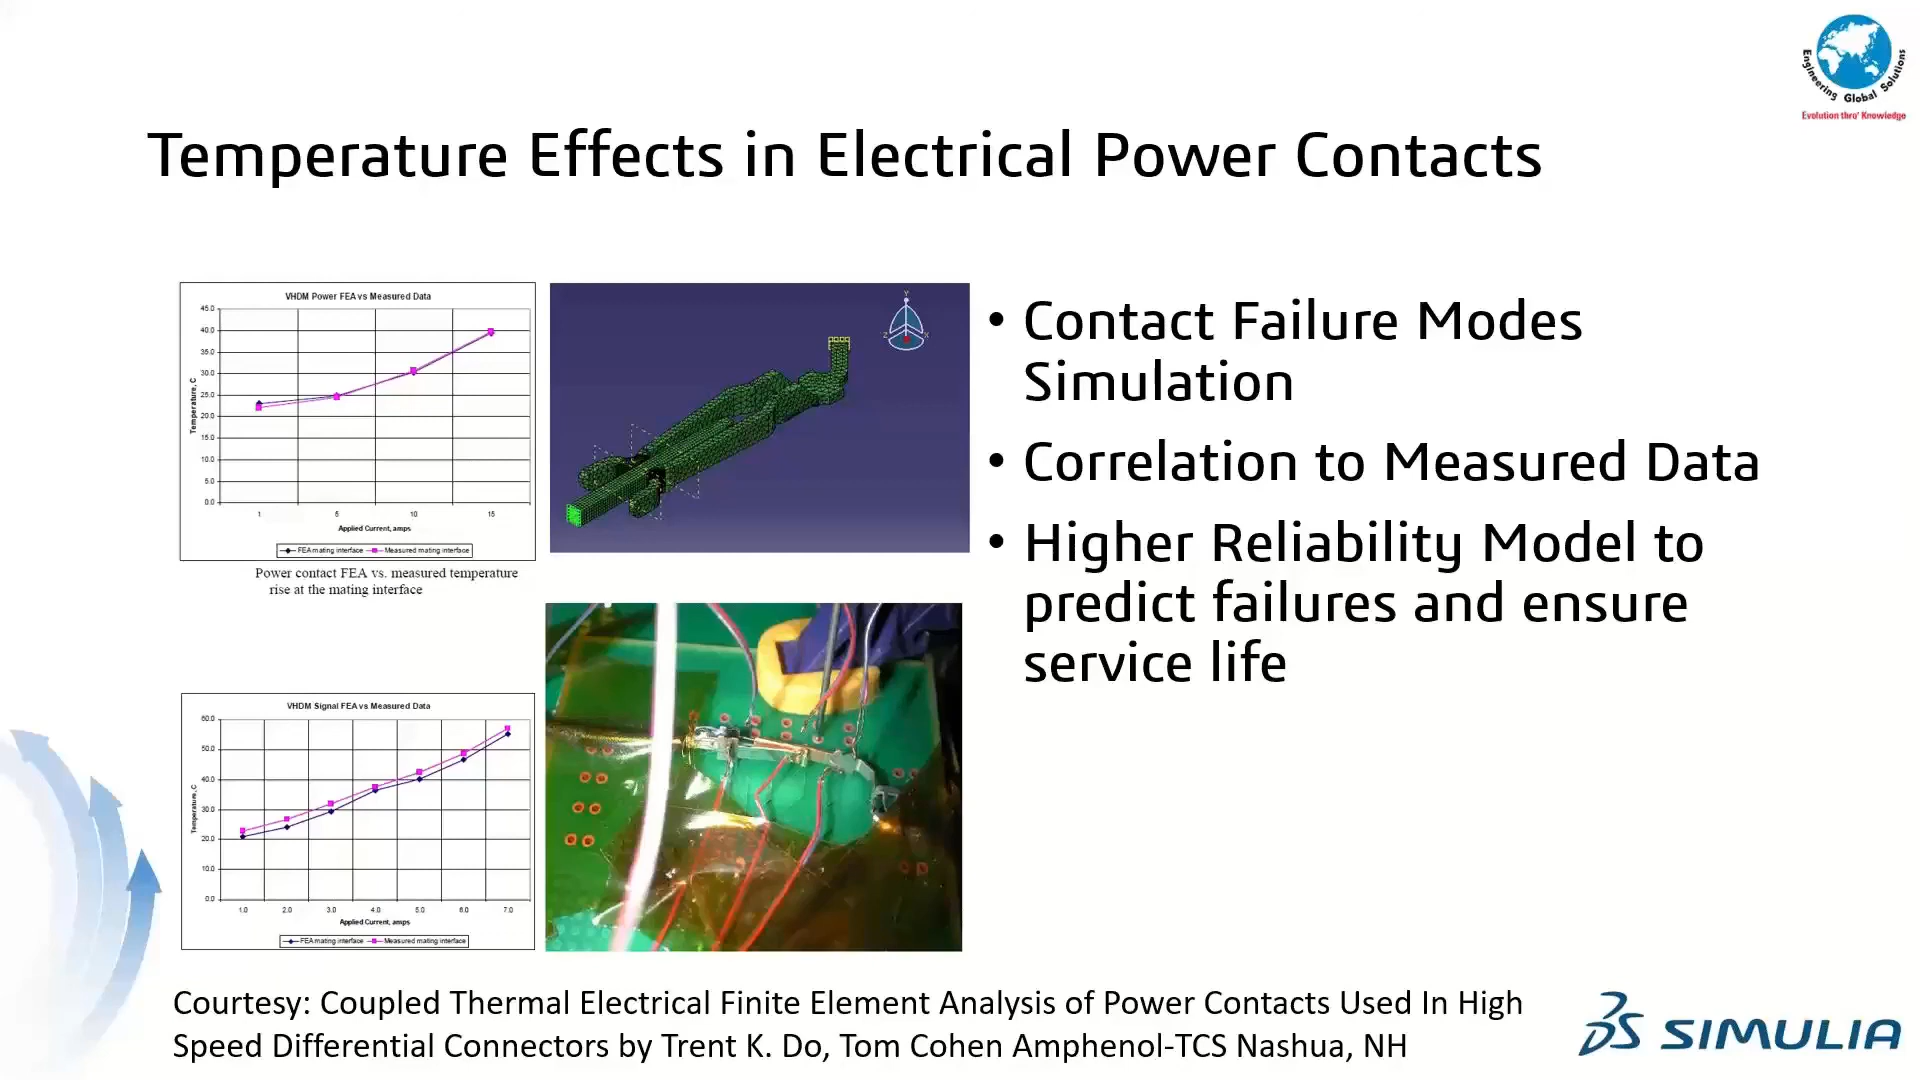 Engineering Global Solutions
Evolution thro' Knowledge
Temperature Effects in Electrical Power Contacts
VHDM Power FEA vs Measured Data
45.0
40.0
35.0
30.0
25.0
20.0
15.0
10.0
5.0
0.0
Temperature, C
1 5 10 15
Applied Current, amps
FEA mating interface Measured mating interface
Power contact FEA vs. measured temperature
rise at the mating interface
Y
Z X
• Contact Failure Modes
Simulation
• Correlation to Measured Data
• Higher Reliability Model to
predict failures and ensure
service life
VHDM Signal FEA vs Measured Data
60.0
50.0
40.0
30.0
20.0
10.0
0.0
Temperature, C
1.0 2.0 3.0 4.0 5.0 6.0 7.0
Applied Current, amps
FEA mating interface Measured mating interface
Courtesy: Coupled Thermal Electrical Finite Element Analysis of Power Contacts Used In High
Speed Differential Connectors by Trent K. Do, Tom Cohen Amphenol-TCS Nashua, NH
3DS SIMULIA